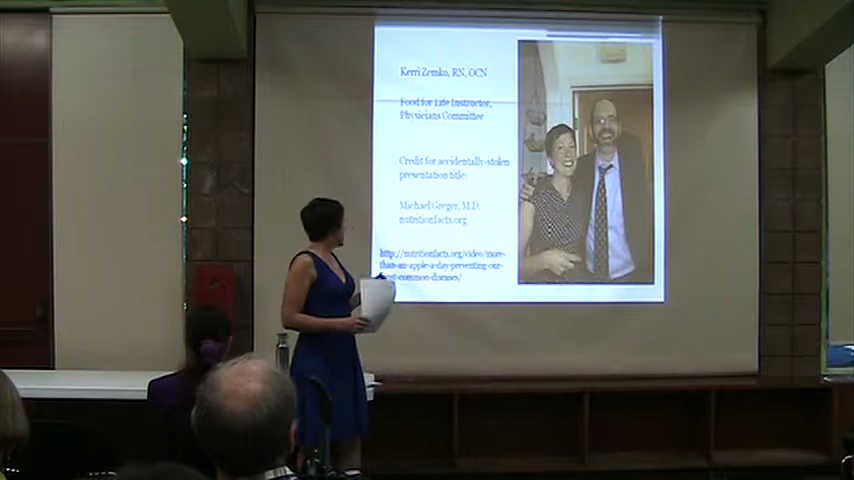 Kerri Zemko, RN, OCN
Food for Life Instructor,
Physicians Committee
Credit for accidentally-stolen
presentation title:
Michael Greger, M.D.
nutritionfacts.org
http://nutritionfacts.org/video/more-
than-an-apple-a-day-preventing-our-
most-common-diseases/